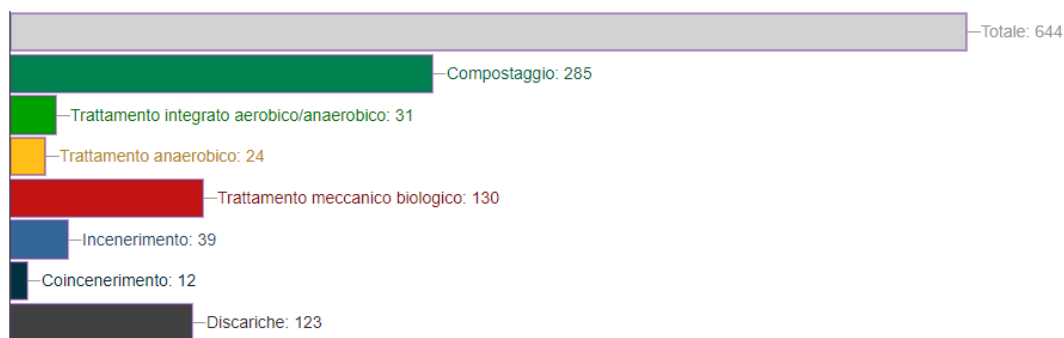 Totale: 644
Compostaggio: 285
Trattamento integrato aerobico/anaerobico: 31
Trattamento anaerobico: 24
Trattamento meccanico biologico: 130
Incenerimento: 39
Coincenerimento: 12
Discariche: 123